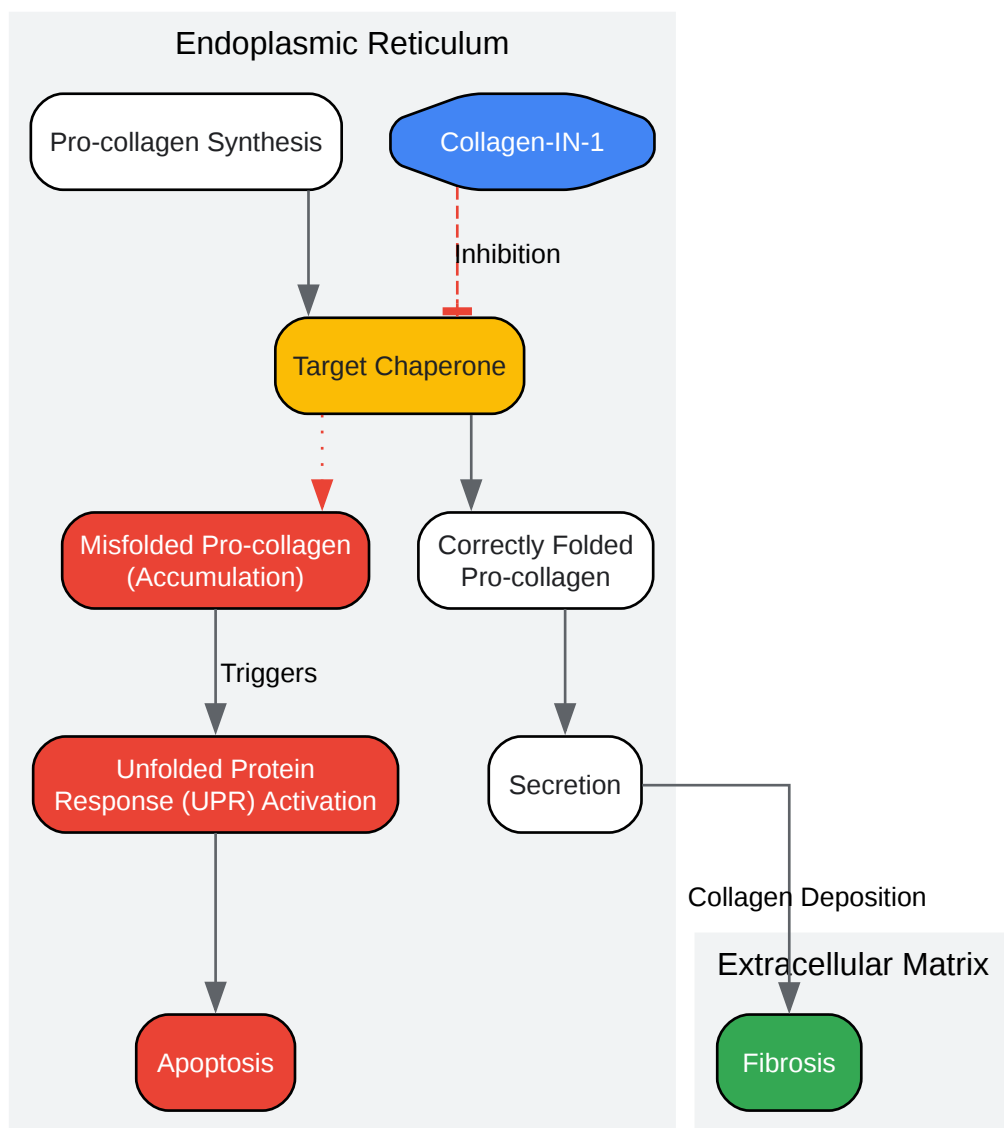 Endoplasmic Reticulum
Pro-collagen Synthesis
Collagen-IN-1
Inhibition
Target Chaperone
Misfolded Pro-collagen
(Accumulation)
Correctly Folded
Pro-collagen
Triggers
Unfolded Protein
Response (UPR) Activation
Secretion
Collagen Deposition
Extracellular Matrix
Apoptosis
Fibrosis